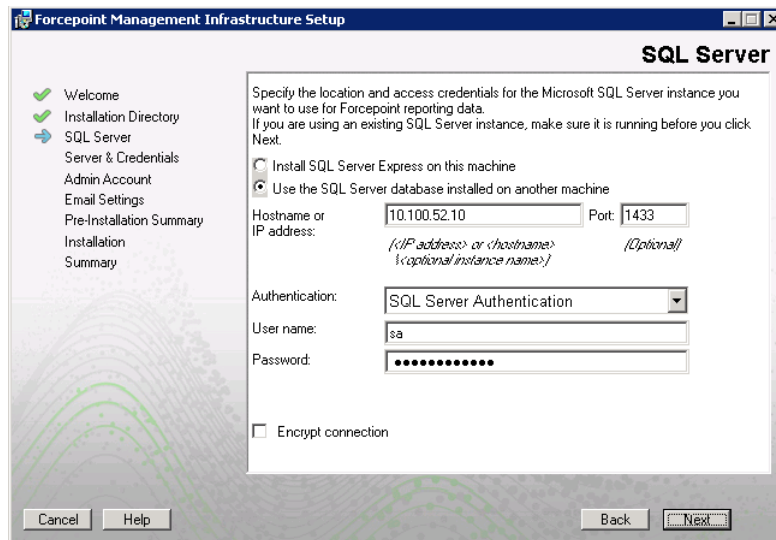 Forcepoint Management Infrastructure Setup
SQL Server
Welcome
Installation Directory
SQL Server
Server & Credentials
Admin Account
Email Settings
Pre-Installation Summary
Installation
Summary
Specify the location and access credentials for the Microsoft SQL Server instance you
want to use for Forcepoint reporting data.
If you are using an existing SQL Server instance, make sure it is running before you click
Next.
Install SQL Server Express on this machine
Use the SQL Server database installed on another machine
Hostname or
IP address:
10.100.52.10
Port: 1433
(<IP address> or <hostname>
\<optional instance name>)
(Optional)
Authentication:
SQL Server Authentication
User name:
sa
Password:
●●●●●●●●●●●●
Encrypt connection
Cancel
Help
Back
Next